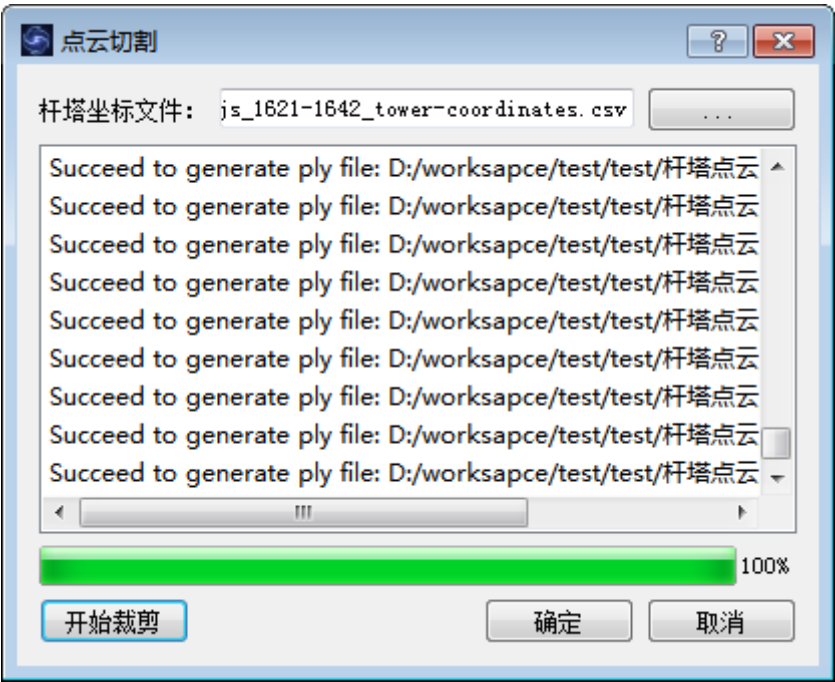 点云切割
杆塔坐标文件： js_1621-1642_tower-coordinates.csv ...
Succeed to generate ply file: D:/worksapce/test/test/杆塔点云
Succeed to generate ply file: D:/worksapce/test/test/杆塔点云
Succeed to generate ply file: D:/worksapce/test/test/杆塔点云
Succeed to generate ply file: D:/worksapce/test/test/杆塔点云
Succeed to generate ply file: D:/worksapce/test/test/杆塔点云
Succeed to generate ply file: D:/worksapce/test/test/杆塔点云
Succeed to generate ply file: D:/worksapce/test/test/杆塔点云
Succeed to generate ply file: D:/worksapce/test/test/杆塔点云
Succeed to generate ply file: D:/worksapce/test/test/杆塔点云
100%
开始裁剪 确定 取消